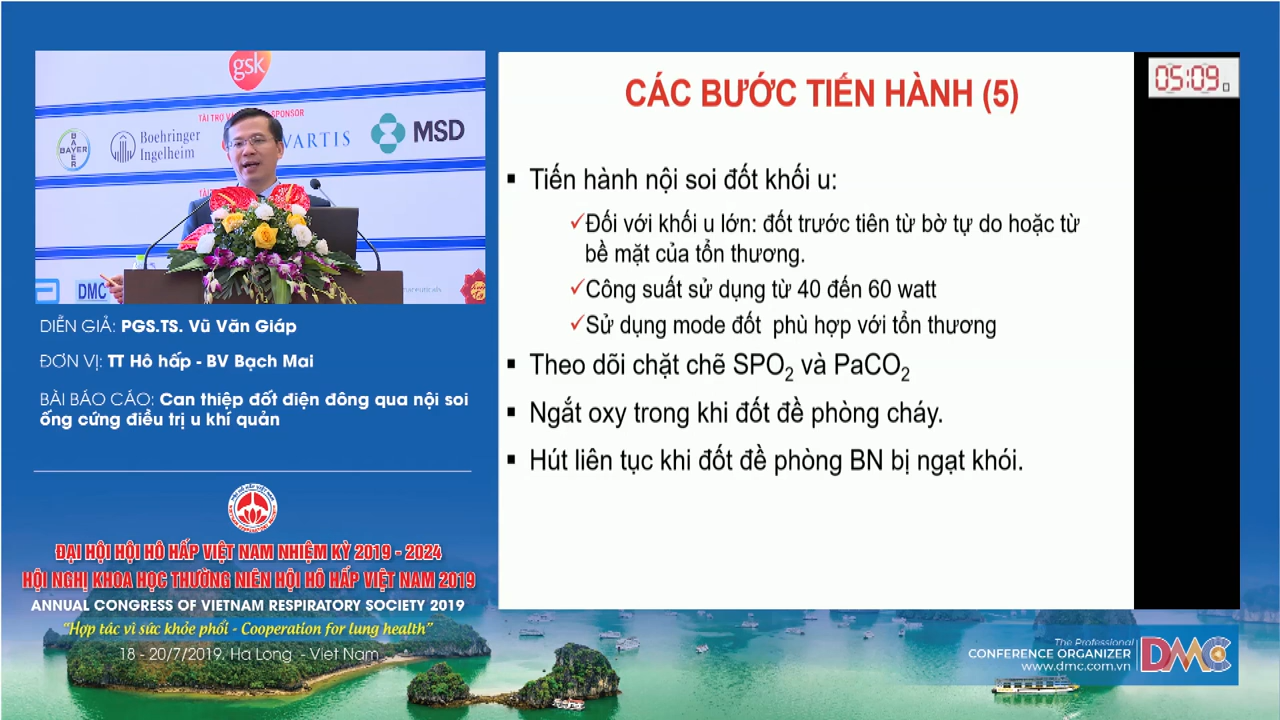 gsk
TÀI TRỢ V
SPONSOR
BAYER
BAYER
Boehringer
Ingelheim
VARTIS
MSD
DMC
DIỄN GIẢ: PGS.TS. Vũ Văn Giáp
ĐƠN VỊ: TT Hô hấp - BV Bạch Mai
BÀI BÁO CÁO: Can thiệp đốt điện đông qua nội soi
ống cứng điều trị u khí quản
ĐẠI HỘI HỘI HÔ HẤP VIỆT NAM NHIỆM KỲ 2019 - 2024
HỘI NGHỊ KHOA HỌC THƯỜNG NIÊN HỘI HÔ HẤP VIỆT NAM 2019
ANNUAL CONGRESS OF VIETNAM RESPIRATORY SOCIETY 2019
“Hợp tác vì sức khỏe phổi - Cooperation for lung health”
18 - 20/7/2019. Ha Long - Viet Nam
CÁC BƯỚC TIẾN HÀNH (5)
▪ Tiến hành nội soi đốt khối u:
✓Đối với khối u lớn: đốt trước tiên từ bờ tự do hoặc từ
bề mặt của tổn thương.
✓Công suất sử dụng từ 40 đến 60 watt
✓Sử dụng mode đốt phù hợp với tổn thương
▪ Theo dõi chặt chẽ SPO₂ và PaCO₂
▪ Ngắt oxy trong khi đốt đề phòng cháy.
▪ Hút liên tục khi đốt đề phòng BN bị ngạt khói.
05:09
The Professional
CONFERENCE ORGANIZER
www.dmc.com.vn
DMC